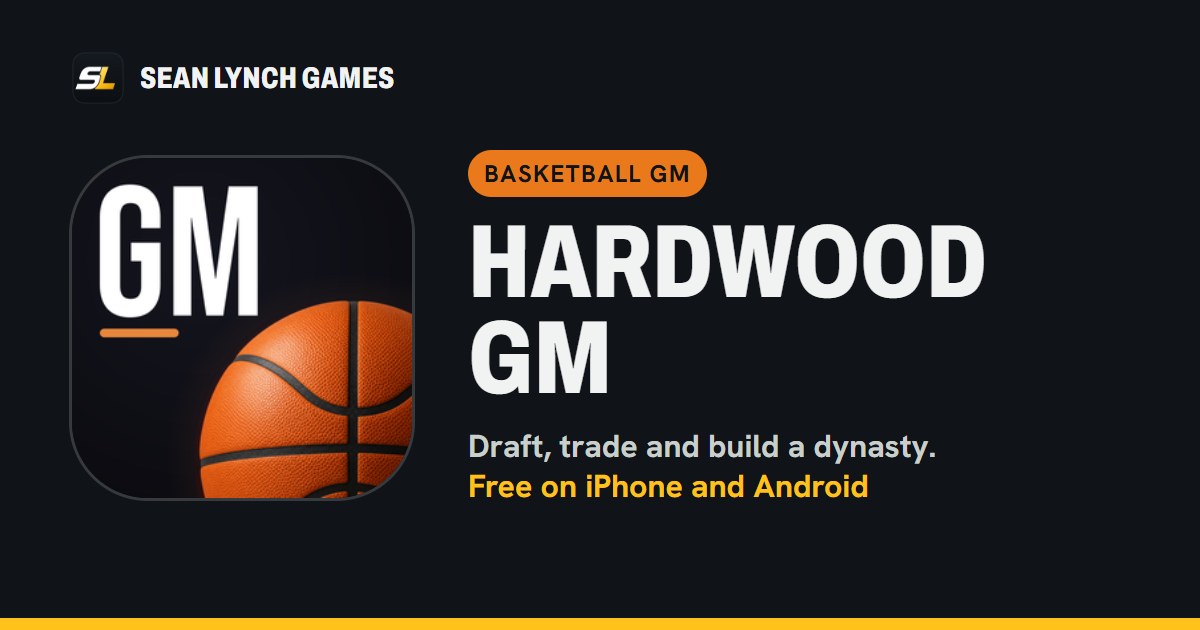 SL
SEAN LYNCH GAMES
GM
BASKETBALL GM
HARDWOOD
GM
Draft, trade and build a dynasty.
Free on iPhone and Android